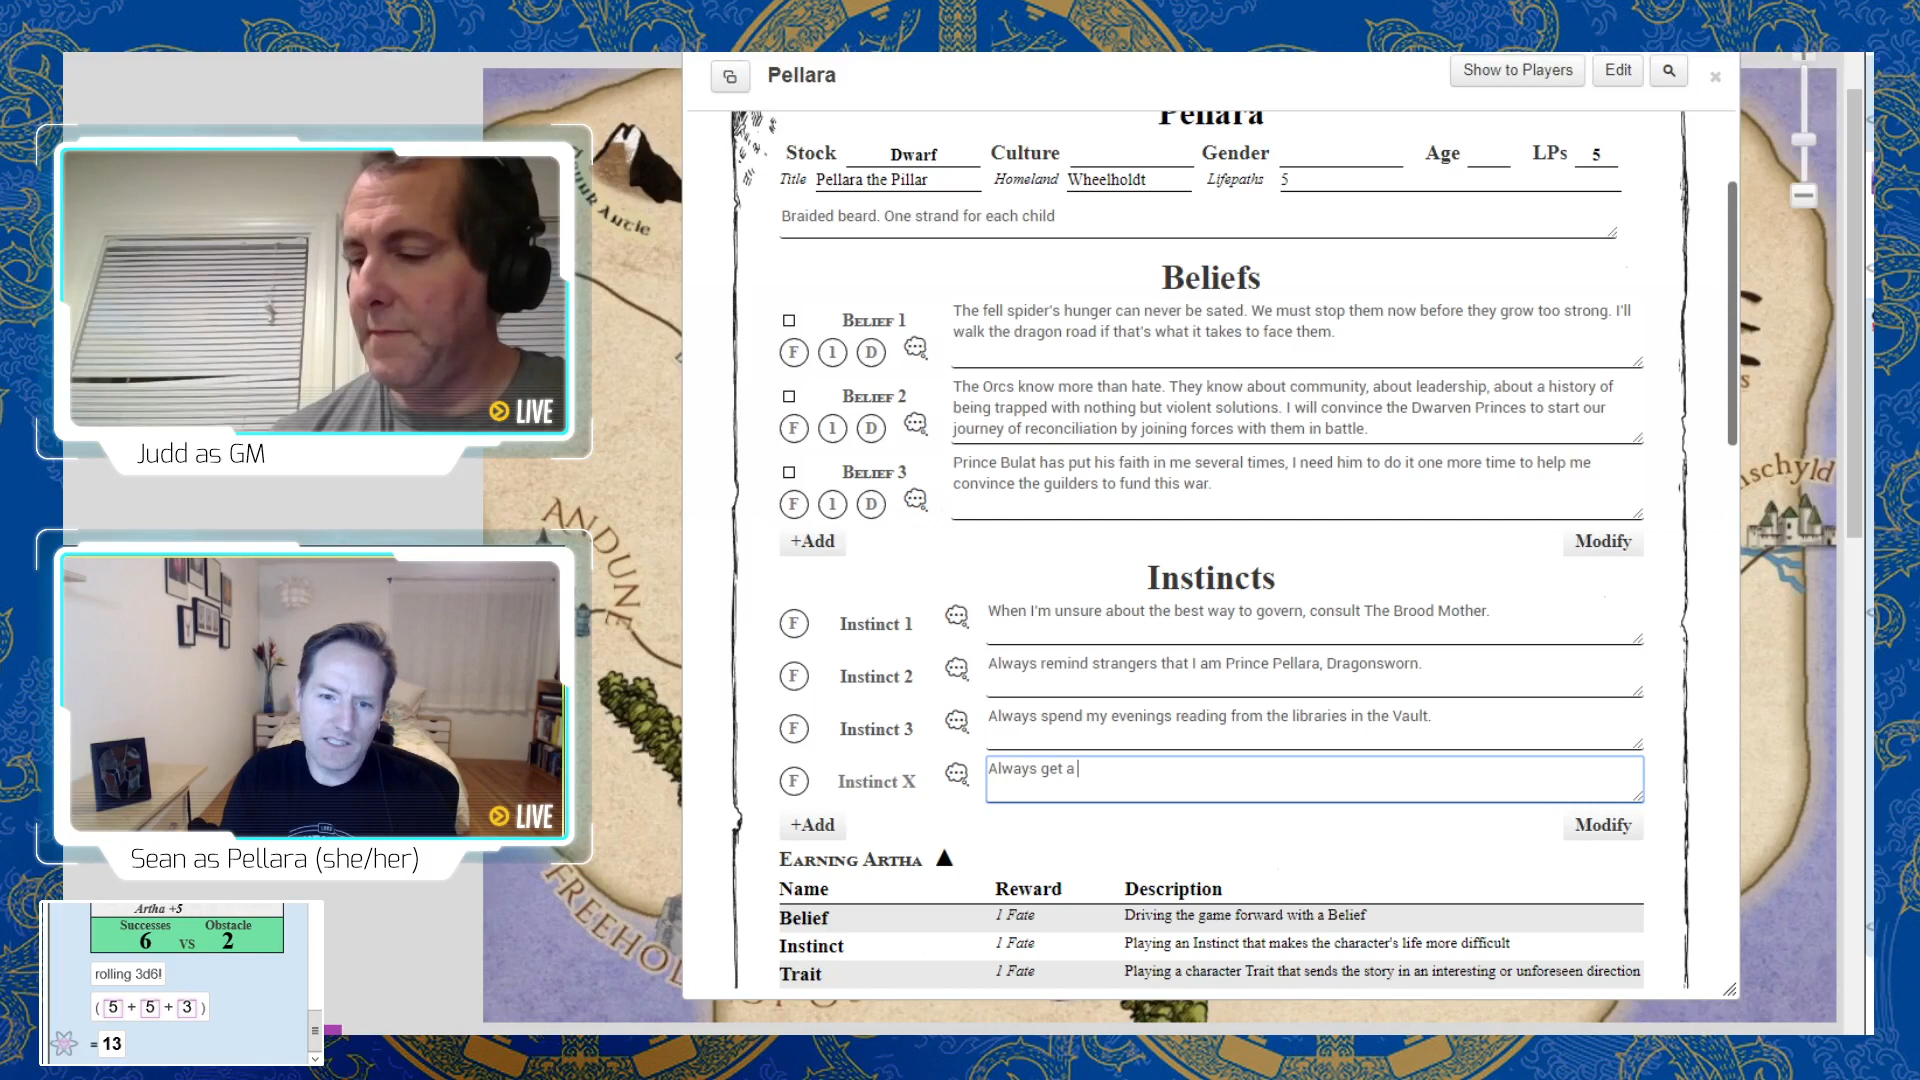 Pellara
Show to Players
Edit
Pellara
Stock Dwarf Culture Gender Age LPs 5
Title Pellara the Pillar Homeland Wheelholdt Lifepaths 5
Braided beard. One strand for each child
Beliefs
Belief 1
F 1 D
The fell spider's hunger can never be sated. We must stop them now before they grow too strong. I'll
walk the dragon road if that's what it takes to face them.
Belief 2
F 1 D
The Orcs know more than hate. They know about community, about leadership, about a history of
being trapped with nothing but violent solutions. I will convince the Dwarven Princes to start our
journey of reconciliation by joining forces with them in battle.
Belief 3
F 1 D
Prince Bulat has put his faith in me several times, I need him to do it one more time to help me
convince the guilders to fund this war.
+Add Modify
Instincts
F Instinct 1 When I'm unsure about the best way to govern, consult The Brood Mother.
F Instinct 2 Always remind strangers that I am Prince Pellara, Dragonsworn.
F Instinct 3 Always spend my evenings reading from the libraries in the Vault.
F Instinct X Always get a
+Add Modify
Earning Artha ▲
Name Reward Description
Belief 1 Fate Driving the game forward with a Belief
Instinct 1 Fate Playing an Instinct that makes the character's life more difficult
Trait 1 Fate Playing a character Trait that sends the story in an interesting or unforeseen direction
LIVE
Judd as GM
LIVE
Sean as Pellara (she/her)
Artha +5
Successes Obstacle
6 VS 2
rolling 3d6!
(5+5+3)
=13
ANDUNE
FREEHOL
schyld